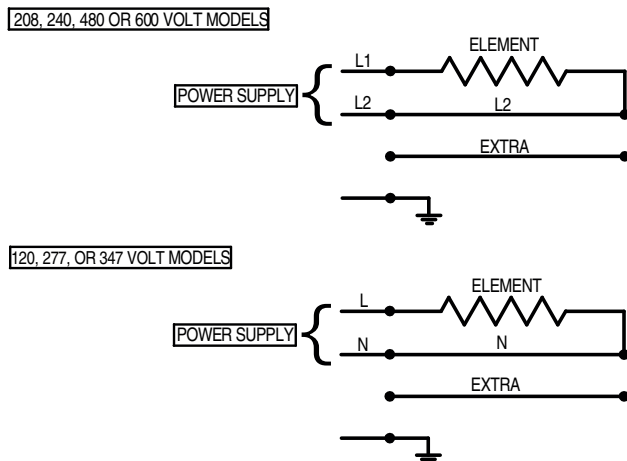 208, 240, 480 OR 600 VOLT MODELS
ELEMENT
L1
POWER SUPPLY
L2
L2
EXTRA
120, 277, OR 347 VOLT MODELS
ELEMENT
L
POWER SUPPLY
N
N
EXTRA